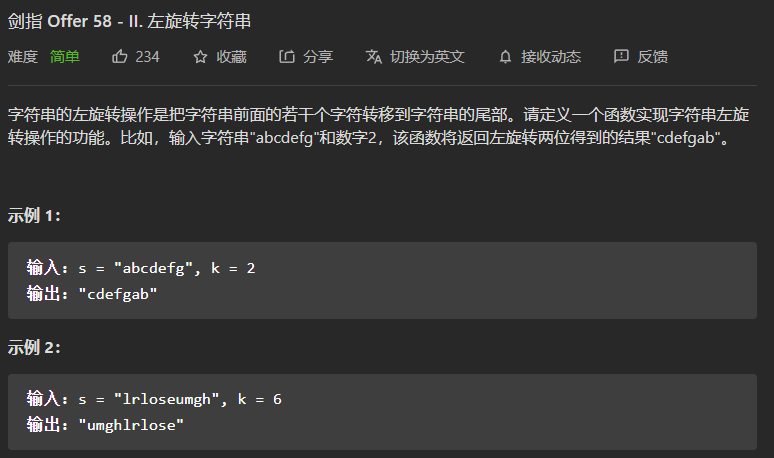 剑指 Offer 58 - II. 左旋转字符串
难度 简单 234 收藏 分享 切换为英文 接收动态 反馈
字符串的左旋转操作是把字符串前面的若干个字符转移到字符串的尾部。请定义一个函数实现字符串左旋
转操作的功能。比如，输入字符串"abcdefg"和数字2，该函数将返回左旋转两位得到的结果"cdefgab"。
示例 1：
输入：s = "abcdefg", k = 2
输出："cdefgab"
示例 2：
输入：s = "lrloseumgh", k = 6
输出："umghlrlose"